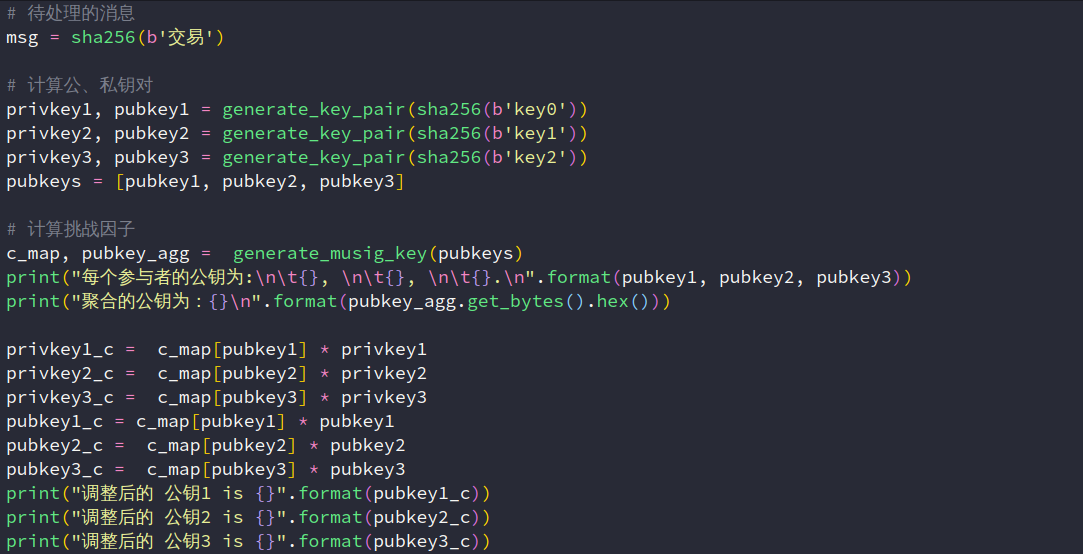 # 待处理的消息
msg = sha256(b'交易')
# 计算公、私钥对
privkey1, pubkey1 = generate_key_pair(sha256(b'key0'))
privkey2, pubkey2 = generate_key_pair(sha256(b'key1'))
privkey3, pubkey3 = generate_key_pair(sha256(b'key2'))
pubkeys = [pubkey1, pubkey2, pubkey3]
# 计算挑战因子
c_map, pubkey_agg =  generate_musig_key(pubkeys)
print("每个参与者的公钥为:\n\t{}, \n\t{}, \n\t{}.\n".format(pubkey1, pubkey2, pubkey3))
print("聚合的公钥为：{}\n".format(pubkey_agg.get_bytes().hex()))
privkey1_c =  c_map[pubkey1] * privkey1
privkey2_c =  c_map[pubkey2] * privkey2
privkey3_c =  c_map[pubkey3] * privkey3
pubkey1_c = c_map[pubkey1] * pubkey1
pubkey2_c =  c_map[pubkey2] * pubkey2
pubkey3_c =  c_map[pubkey3] * pubkey3
print("调整后的 公钥1 is {}".format(pubkey1_c))
print("调整后的 公钥2 is {}".format(pubkey2_c))
print("调整后的 公钥3 is {}".format(pubkey3_c))